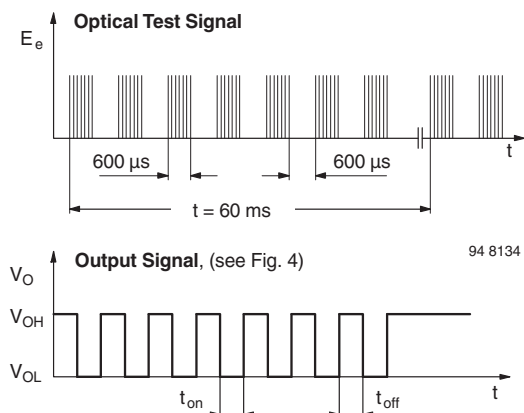 Optical Test Signal
E e
t
600 µs
600 µs
t = 60 ms
Output Signal, (see Fig. 4)
94 8134
V O
V OH
V OL
t on
t off
t